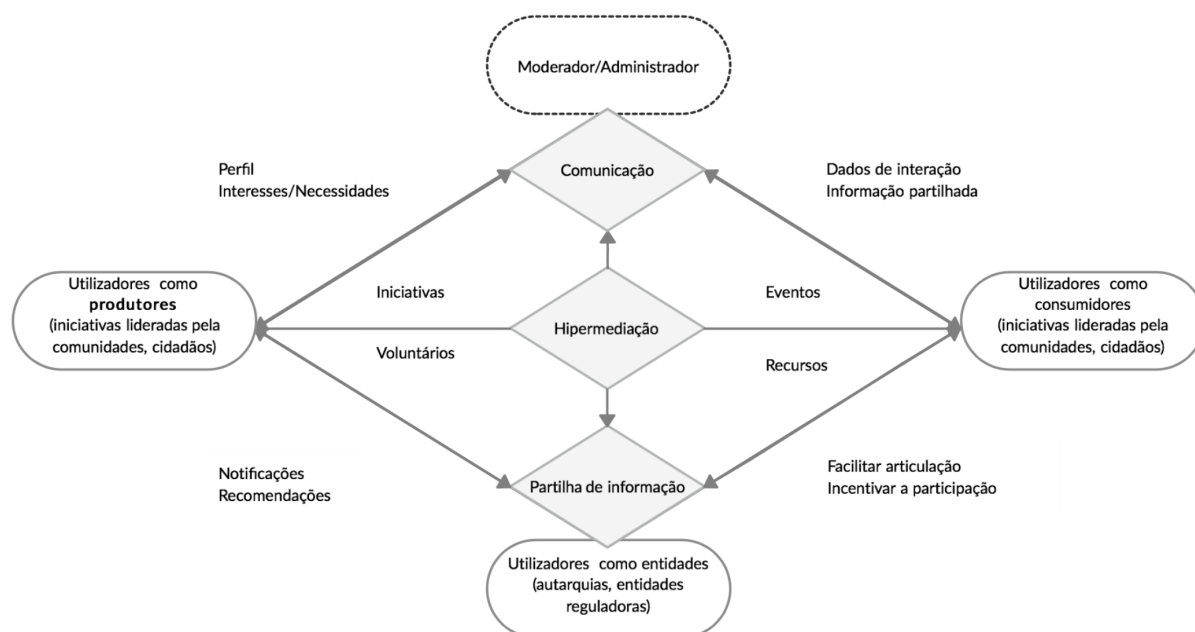 Moderador/Administrador
Comunicação
Perfil
Interesses/Necessidades
Dados de interação
Informação partilhada
Utilizadores como
produtores
(iniciativas lideradas pela
comunidades, cidadãos)
Iniciativas
Voluntários
Hipermediação
Eventos
Recursos
Utilizadores como
consumidores
(iniciativas lideradas pela
comunidades, cidadãos)
Notificações
Recomendações
Partilha de informação
Facilitar articulação
Incentivar a participação
Utilizadores como entidades
(autarquias, entidades
reguladoras)